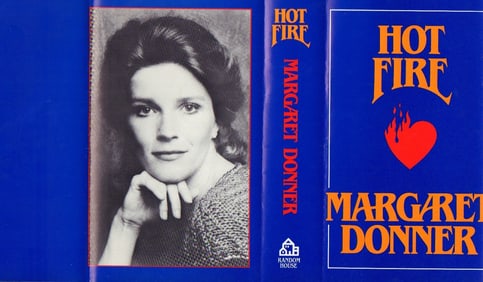 HOT
FIRE
MARGARET DONNER
RANDOM
HOUSE
HOT
FIRE
MARGARET
DONNER